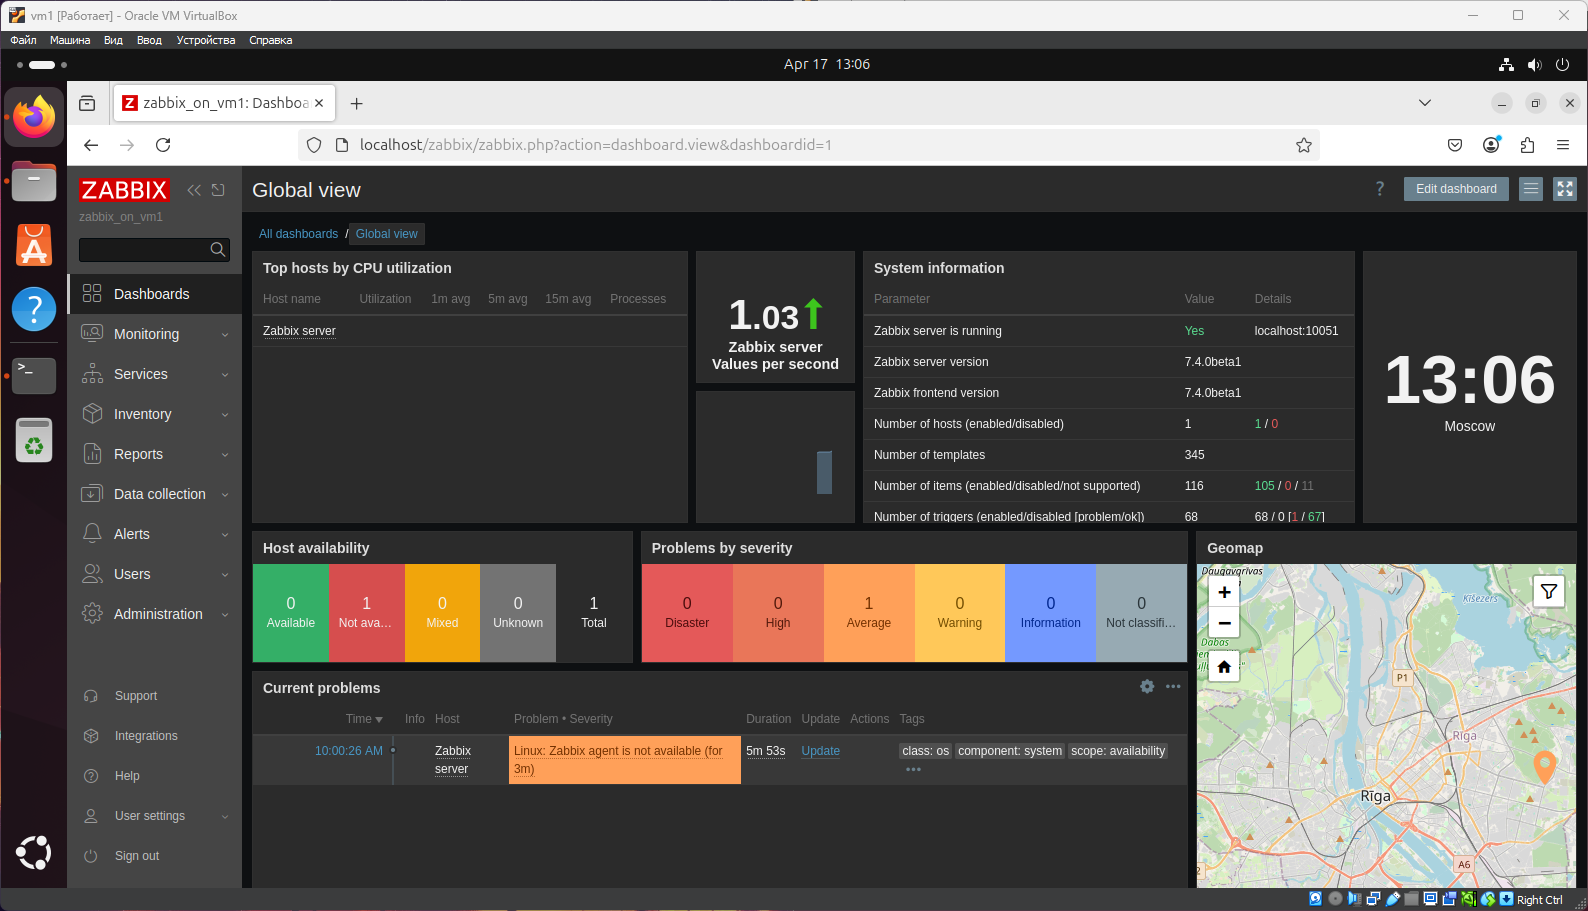 vm1 [Работает] - Oracle VM VirtualBox
Файл Машина Вид Ввод Устройства Справка
Apr 17 13:06
Z zabbix_on_vm1: Dashboa
localhost/zabbix/zabbix.php?action=dashboard.view&dashboardid=1
ZABBIX
zabbix_on_vm1
Dashboards
Monitoring
Services
Inventory
Reports
Data collection
Alerts
Users
Administration
Support
Integrations
Help
User settings
Sign out
Global view
? Edit dashboard
All dashboards / Global view
Top hosts by CPU utilization
Host name Utilization 1m avg 5m avg 15m avg Processes
Zabbix server
1.03
Zabbix server
Values per second
System information
Parameter Value Details
Zabbix server is running Yes localhost:10051
Zabbix server version 7.4.0beta1
Zabbix frontend version 7.4.0beta1
Number of hosts (enabled/disabled) 1 1 / 0
Number of templates 345
Number of items (enabled/disabled/not supported) 116 105 / 0 / 11
Number of triggers (enabled/disabled [problem/ok]) 68 68 / 0 [1 / 67]
13:06
Moscow
Host availability
0 Available
1 Not ava…
0 Mixed
0 Unknown
1 Total
Problems by severity
0 Disaster
0 High
1 Average
0 Warning
0 Information
0 Not classifi…
Current problems
Time Info Host Problem • Severity Duration Update Actions Tags
10:00:26 AM Zabbix server Linux: Zabbix agent is not available (for 3m) 5m 53s Update class: os component: system scope: availability
Geomap
Daugavgrīvas
Ķīšezers
+
−
Dabas
P1
Rīga
Rīga
A6
2
Right Ctrl